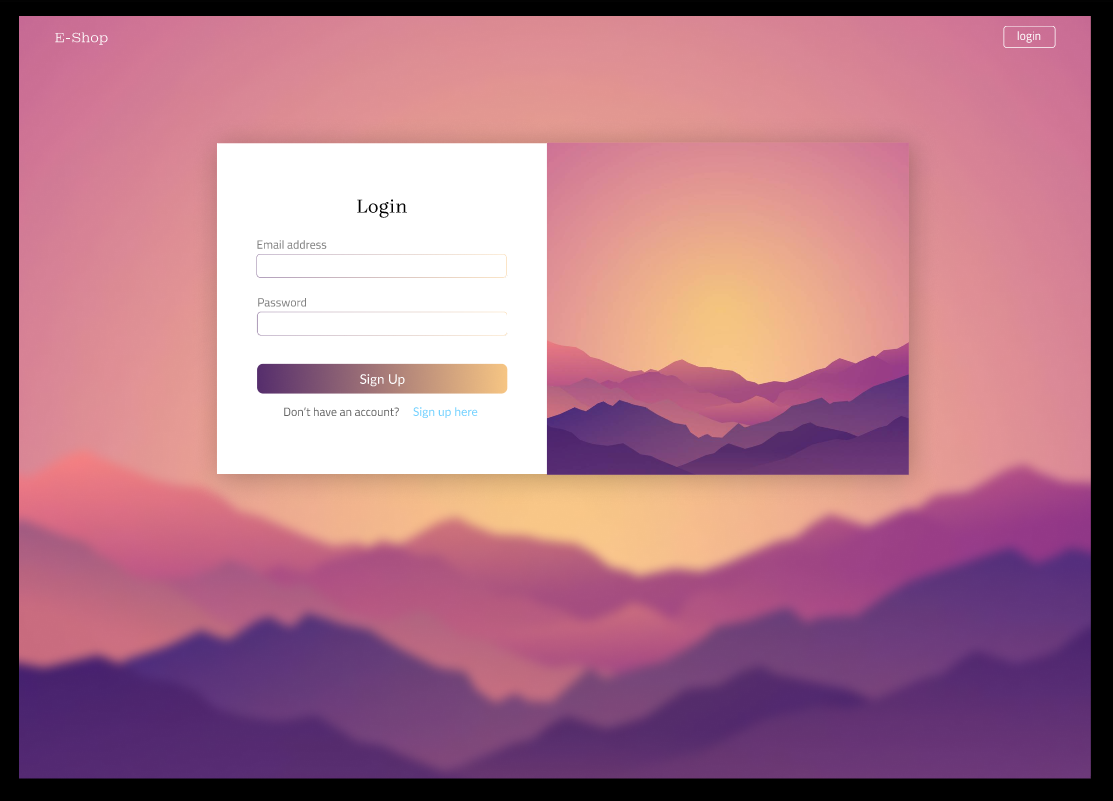 E-Shop
login
Login
Email address
Password
Sign Up
Don't have an account? Sign up here